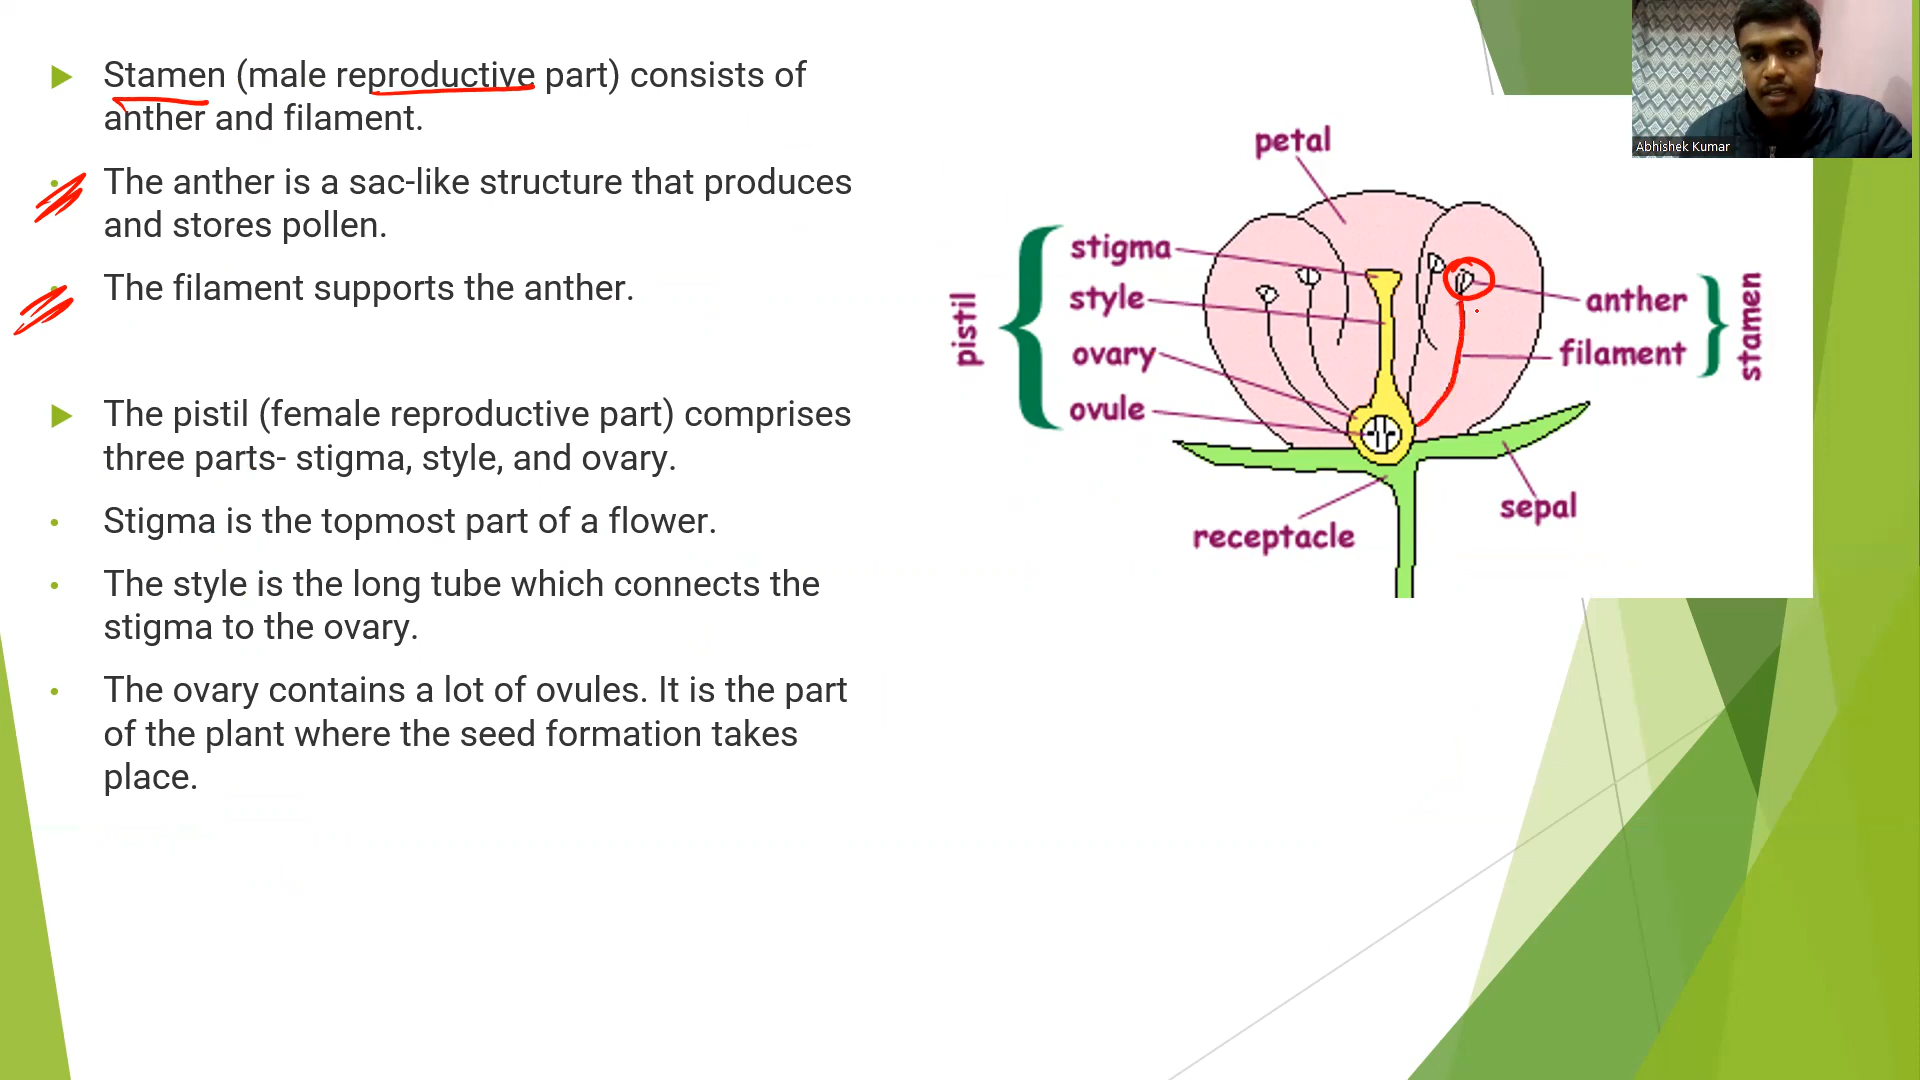 Stamen (male reproductive part) consists of
anther and filament.
The anther is a sac-like structure that produces
and stores pollen.
The filament supports the anther.
The pistil (female reproductive part) comprises
three parts- stigma, style, and ovary.
Stigma is the topmost part of a flower.
The style is the long tube which connects the
stigma to the ovary.
The ovary contains a lot of ovules. It is the part
of the plant where the seed formation takes
place.
petal
stigma
style
ovary
ovule
pistil
anther
filament
stamen
sepal
receptacle
Abhishek Kumar